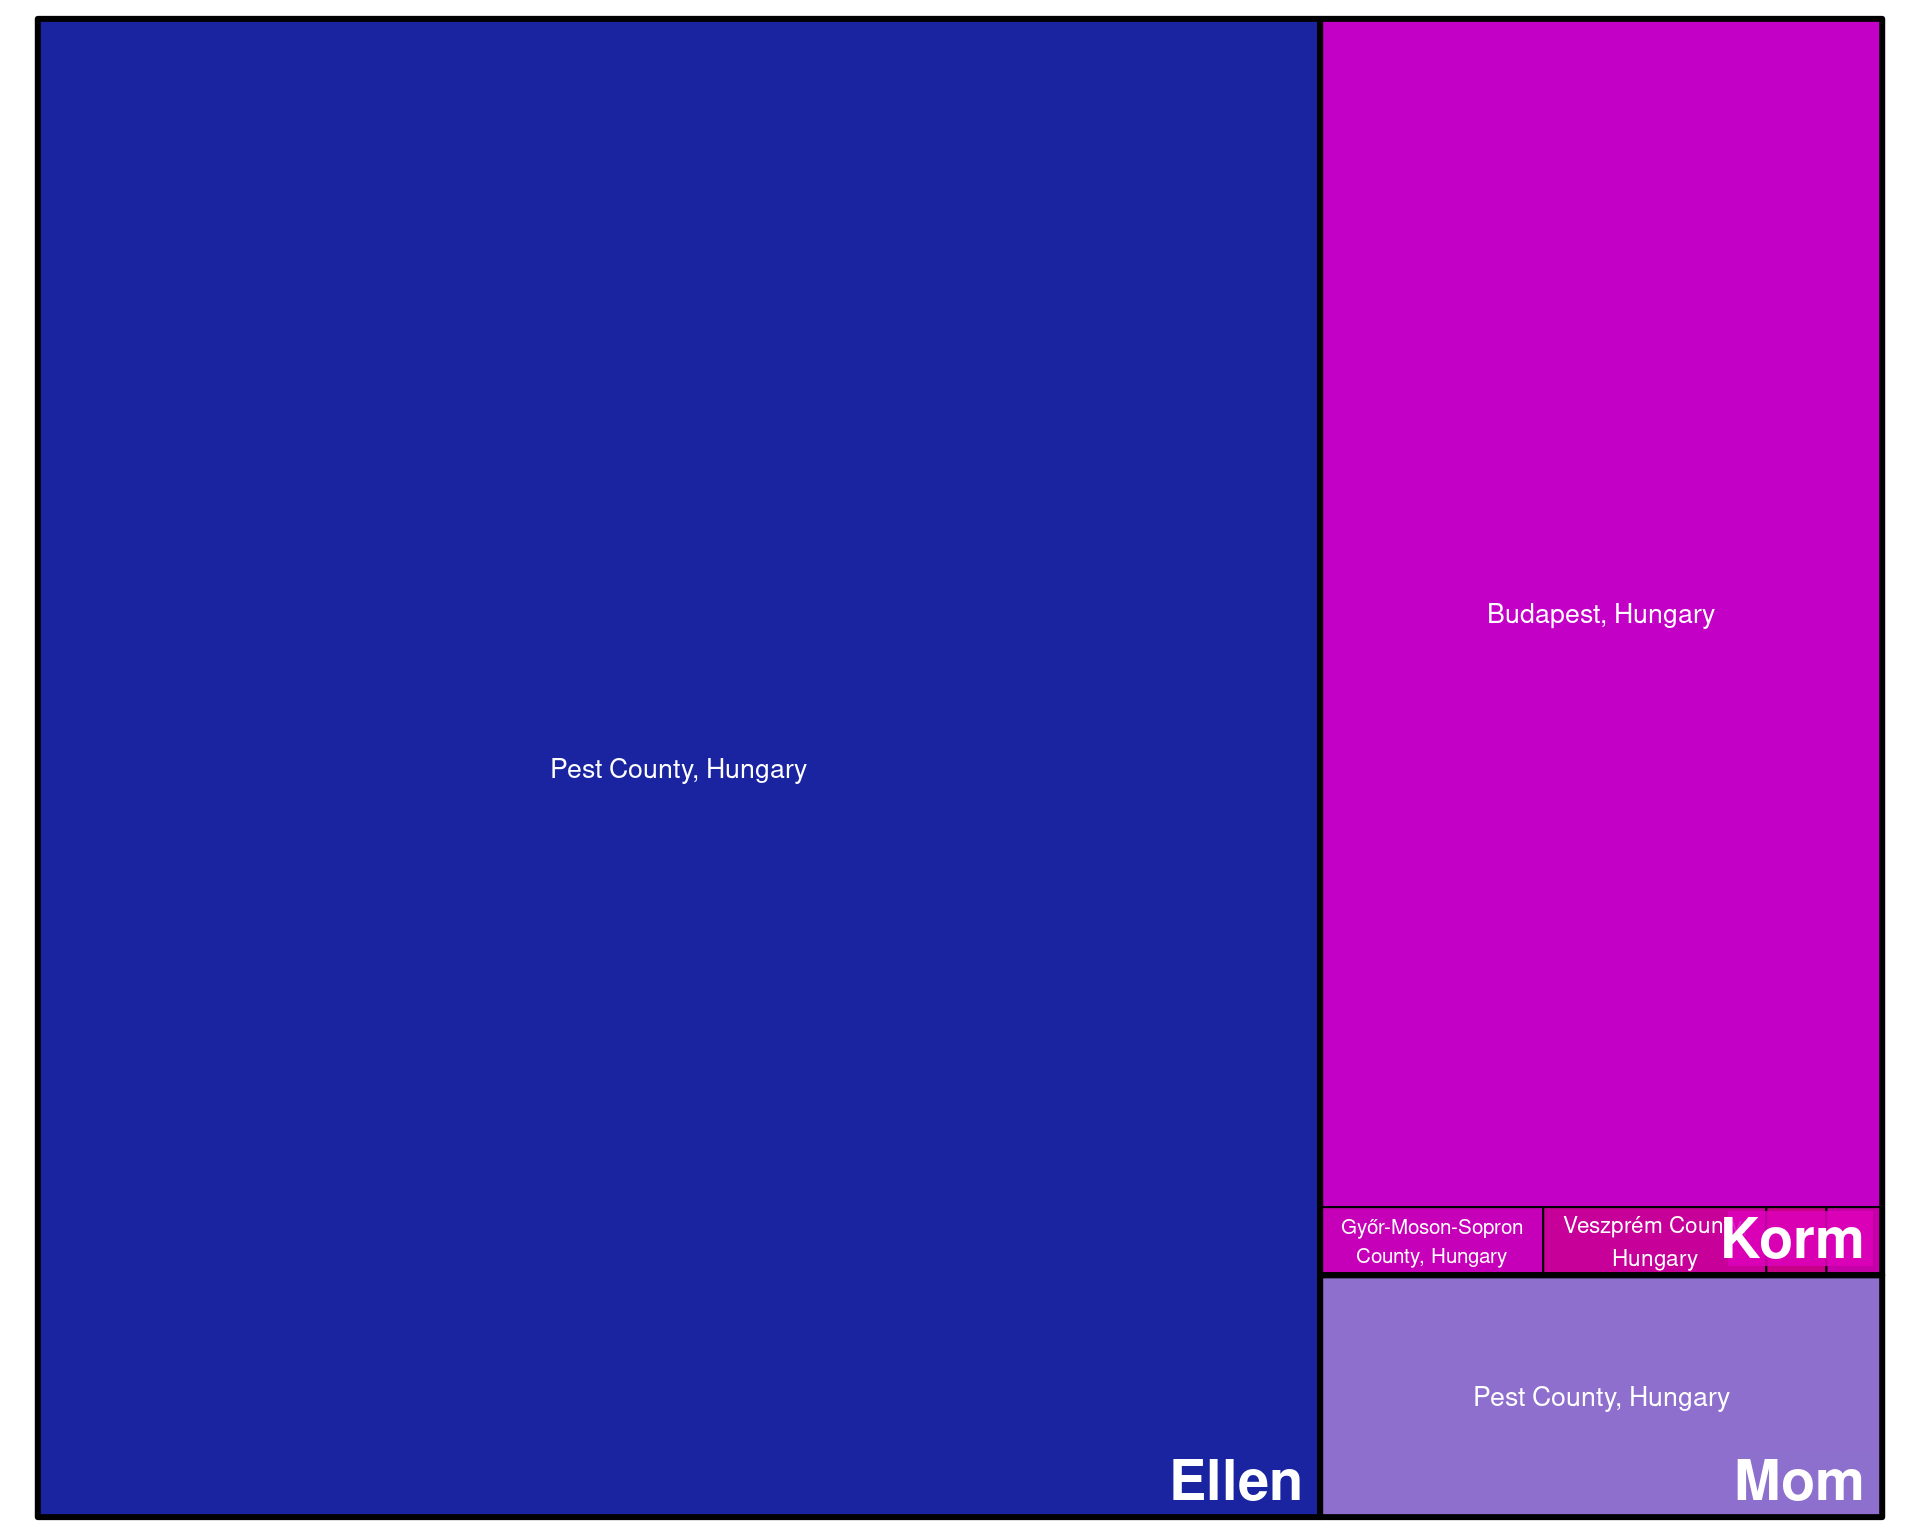 Pest County, Hungary
Ellen
Budapest, Hungary
Győr-Moson-Sopron
County, Hungary
Veszprém Coun
Hungary
Korm
Pest County, Hungary
Mom